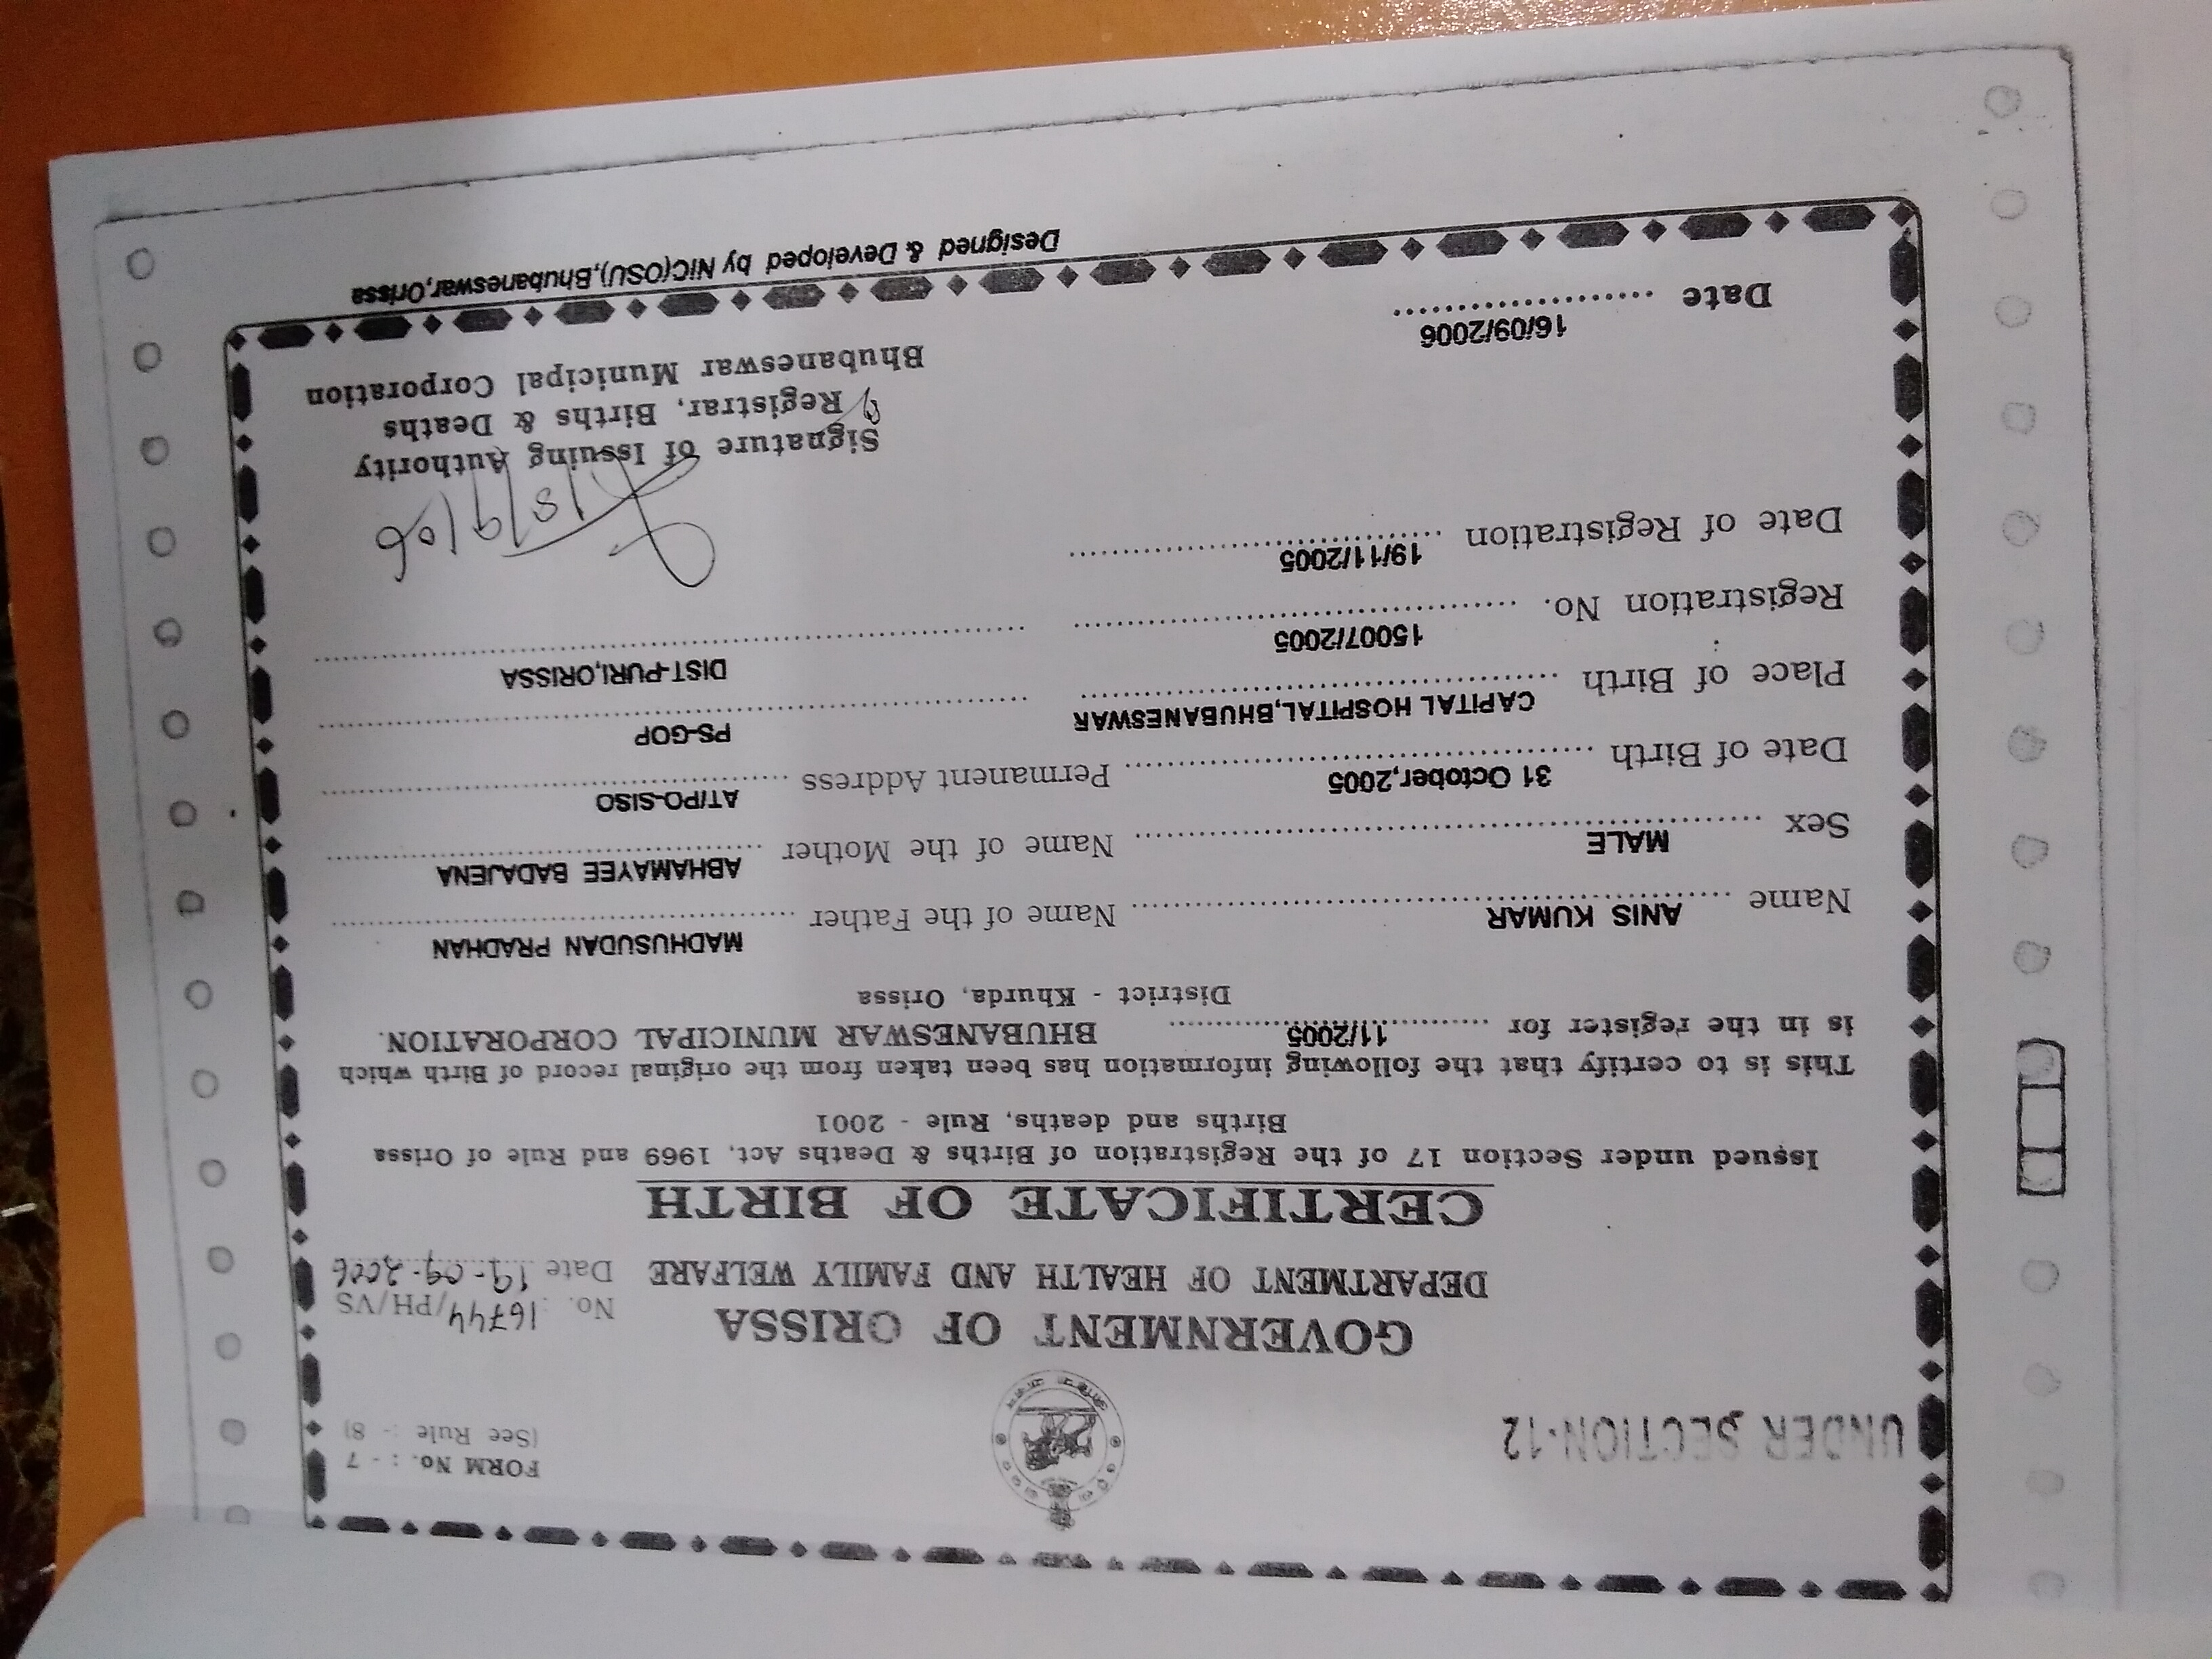 UNDER SECTION-12
FORM No. : - 7
(See Rule : - 8)
GOVERNMENT OF ORISSA
No. : 16744/PH/VS
DEPARTMENT OF HEALTH AND FAMILY WELFARE
Date 19-09-2006
CERTIFICATE OF BIRTH
Issued under Section 17 of the Registration of Births & Deaths Act, 1969 and Rule of Orissa
Births and deaths, Rule - 2001
This is to certify that the following information has been taken from the original record of Birth which
is in the register for 11/2005 BHUBANESWAR MUNICIPAL CORPORATION.
District - Khurda, Orissa
Name ANIS KUMAR Name of the Father MADHUSUDAN PRADHAN
Sex MALE Name of the Mother ABHAMAYEE BADAJENA
Date of Birth 31 October,2005 Permanent Address AT/PO-SISO
Place of Birth CAPITAL HOSPITAL,BHUBANESWAR PS-GOP
Registration No. 15007/2005 DIST-PURI,ORISSA
Date of Registration 19/11/2005
Signature of Issuing Authority
Registrar, Births & Deaths
Bhubaneswar Municipal Corporation
Date 16/09/2006
Designed & Developed by NIC(OSU),Bhubaneswar,Orissa